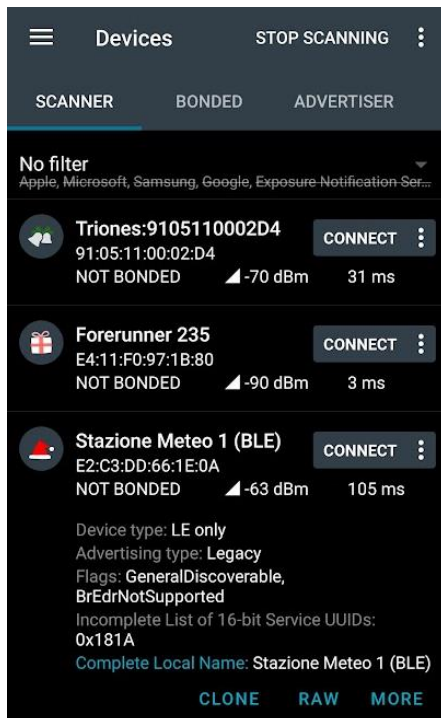 Devices STOP SCANNING
SCANNER BONDED ADVERTISER
No filter
Apple, Microsoft, Samsung, Google, Exposure Notification Ser...
Triones:9105110002D4
CONNECT
91:05:11:00:02:D4
NOT BONDED -70 dBm 31 ms
Forerunner 235
CONNECT
E4:11:F0:97:1B:80
NOT BONDED -90 dBm 3 ms
Stazione Meteo 1 (BLE)
CONNECT
E2:C3:DD:66:1E:0A
NOT BONDED -63 dBm 105 ms
Device type: LE only
Advertising type: Legacy
Flags: GeneralDiscoverable,
BrEdrNotSupported
Incomplete List of 16-bit Service UUIDs:
0x181A
Complete Local Name: Stazione Meteo 1 (BLE)
CLONE RAW MORE